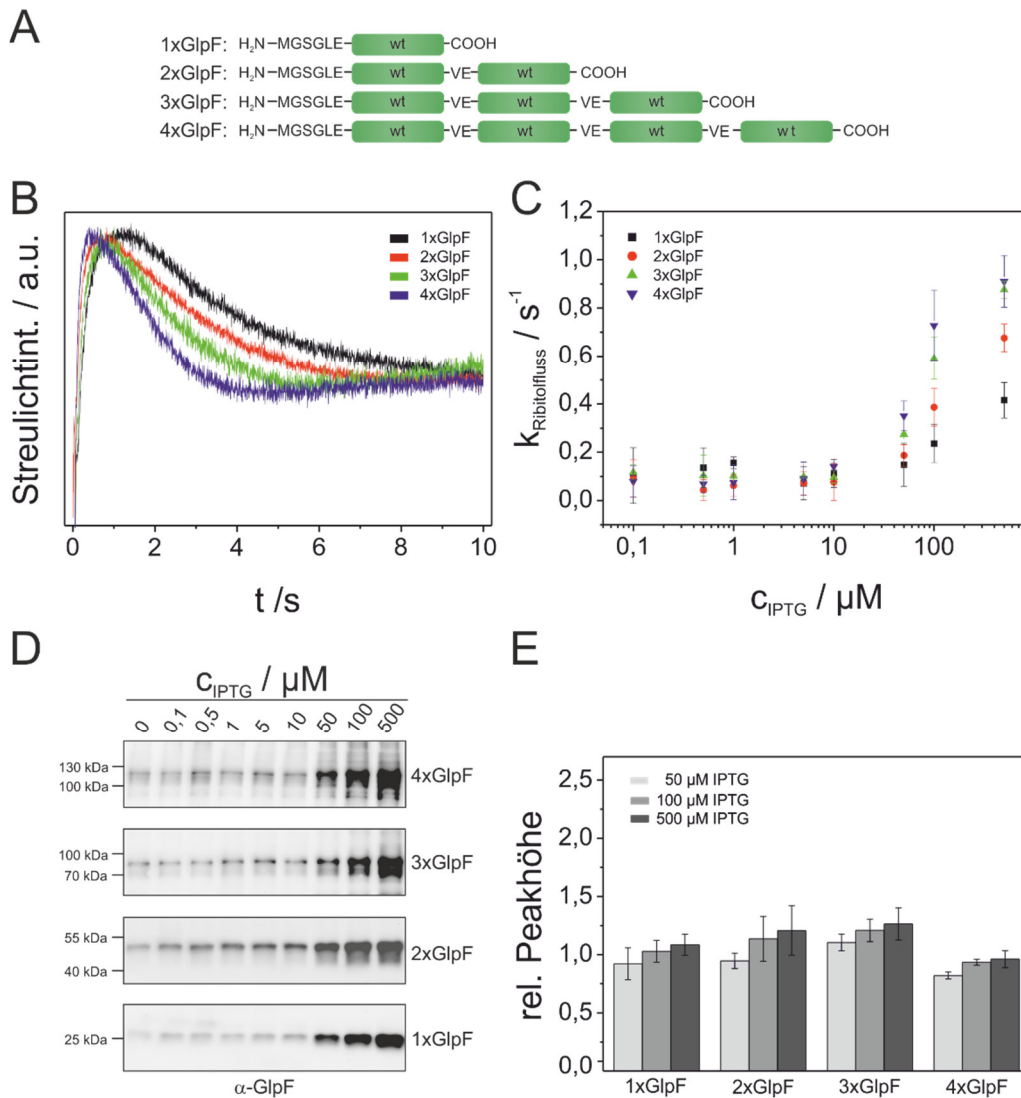 A
1xGlpF: H₂N–MGSGLE– wt –COOH
2xGlpF: H₂N–MGSGLE– wt –VE– wt COOH
3xGlpF: H₂N–MGSGLE– wt –VE– wt –VE– wt COOH
4xGlpF: H₂N–MGSGLE– wt –VE– wt –VE– wt –VE– wt –COOH
B
Streulichtint. / a.u.
1xGlpF
2xGlpF
3xGlpF
4xGlpF
0 2 4 6 8 10
t /s
C
k_Ribitolfluss / s⁻¹
1,2
1,0
0,8
0,6
0,4
0,2
0,0
1xGlpF
2xGlpF
3xGlpF
4xGlpF
0,1 1 10 100
c_IPTG / µM
D
c_IPTG / µM
0 0,1 0,5 1 5 10 50 100 500
130 kDa
100 kDa
4xGlpF
100 kDa
70 kDa
3xGlpF
55 kDa
40 kDa
2xGlpF
25 kDa
1xGlpF
α-GlpF
E
rel. Peakhöhe
2,5
2,0
1,5
1,0
0,5
0,0
50 µM IPTG
100 µM IPTG
500 µM IPTG
1xGlpF 2xGlpF 3xGlpF 4xGlpF